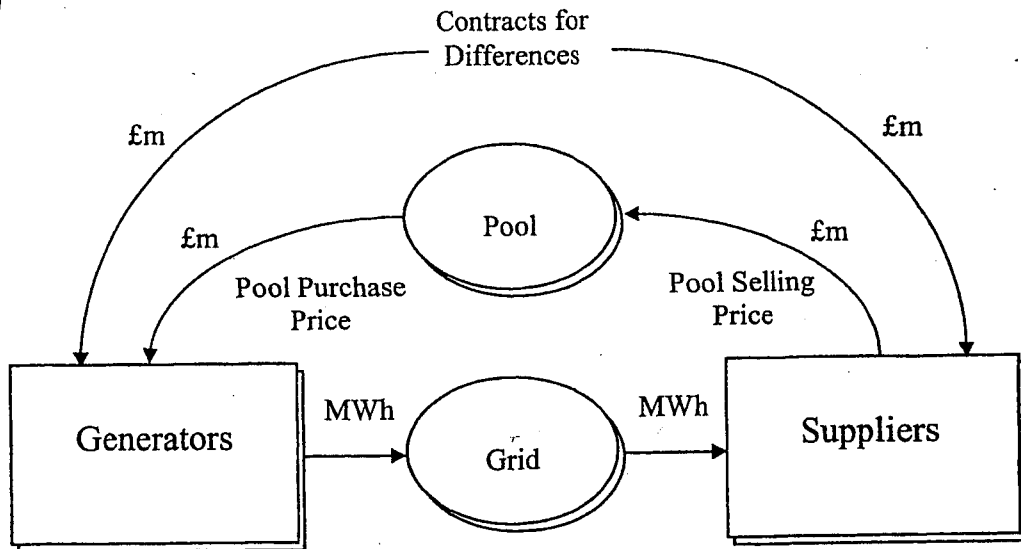 Contracts for
Differences
£m
£m
Pool
£m
£m
Pool Purchase
Price
Pool Selling
Price
MWh
MWh
Generators
Grid
Suppliers